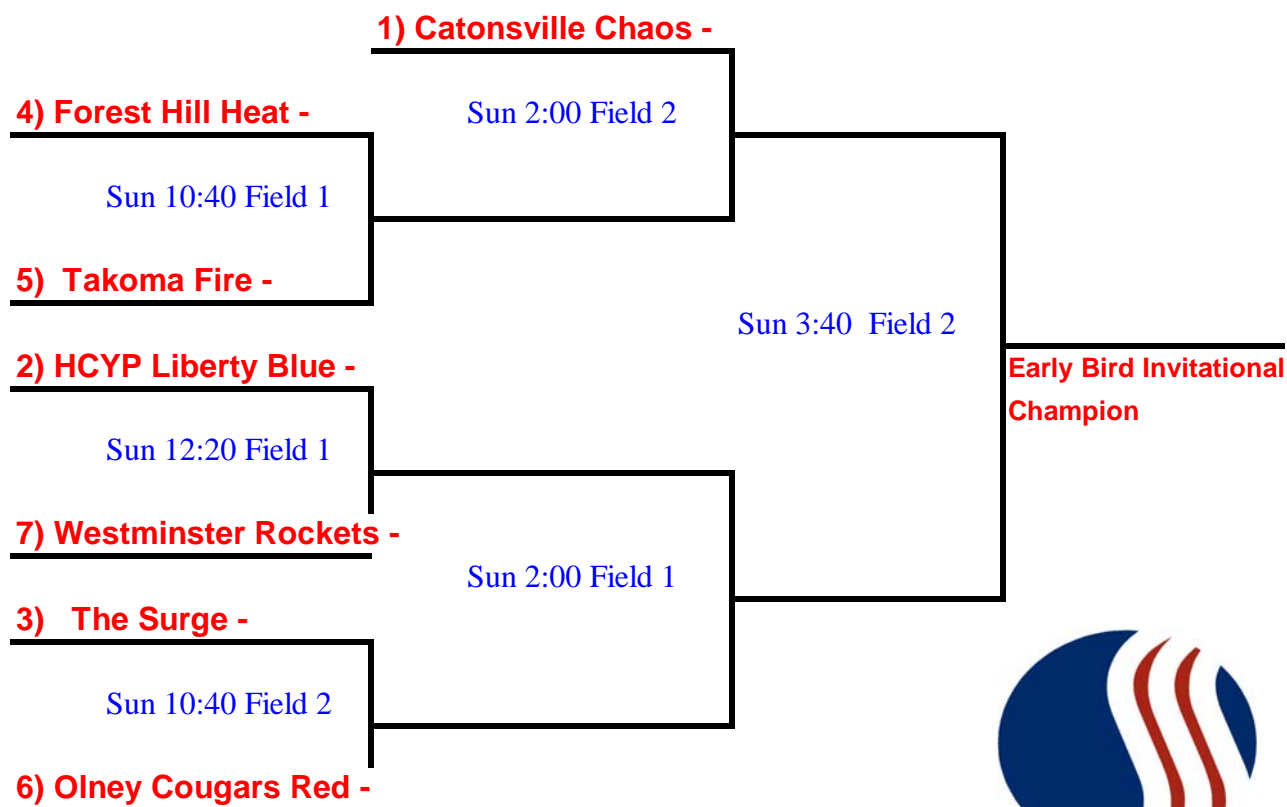 1) Catonsville Chaos -
4) Forest Hill Heat -
Sun 2:00 Field 2
Sun 10:40 Field 1
5) Takoma Fire -
Sun 3:40 Field 2
2) HCYP Liberty Blue -
Early Bird Invitational
Champion
Sun 12:20 Field 1
7) Westminster Rockets -
Sun 2:00 Field 1
3) The Surge -
Sun 10:40 Field 2
6) Olney Cougars Red -